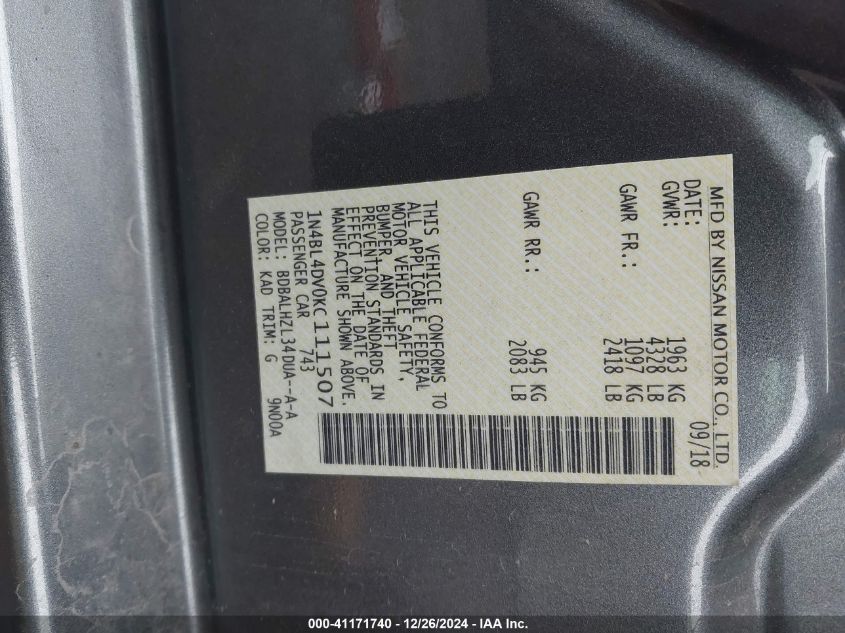 MFD BY NISSAN MOTOR CO., LTD.
DATE: 09/18
GVWR: 1963 KG
4328 LB
GAWR FR.: 1097 KG
2418 LB
GAWR RR.: 945 KG
2083 LB
THIS VEHICLE CONFORMS TO
ALL APPLICABLE FEDERAL
MOTOR VEHICLE SAFETY,
BUMPER, AND THEFT
PREVENTION STANDARDS IN
EFFECT ON THE DATE OF
MANUFACTURE SHOWN ABOVE.
1N4BL4DV0KC111507
PASSENGER CAR 743
MODEL: BDBALHZL34DUA--A-A
COLOR: KAD TRIM: G 9N00A
000-41171740 - 12/26/2024 - IAA Inc.